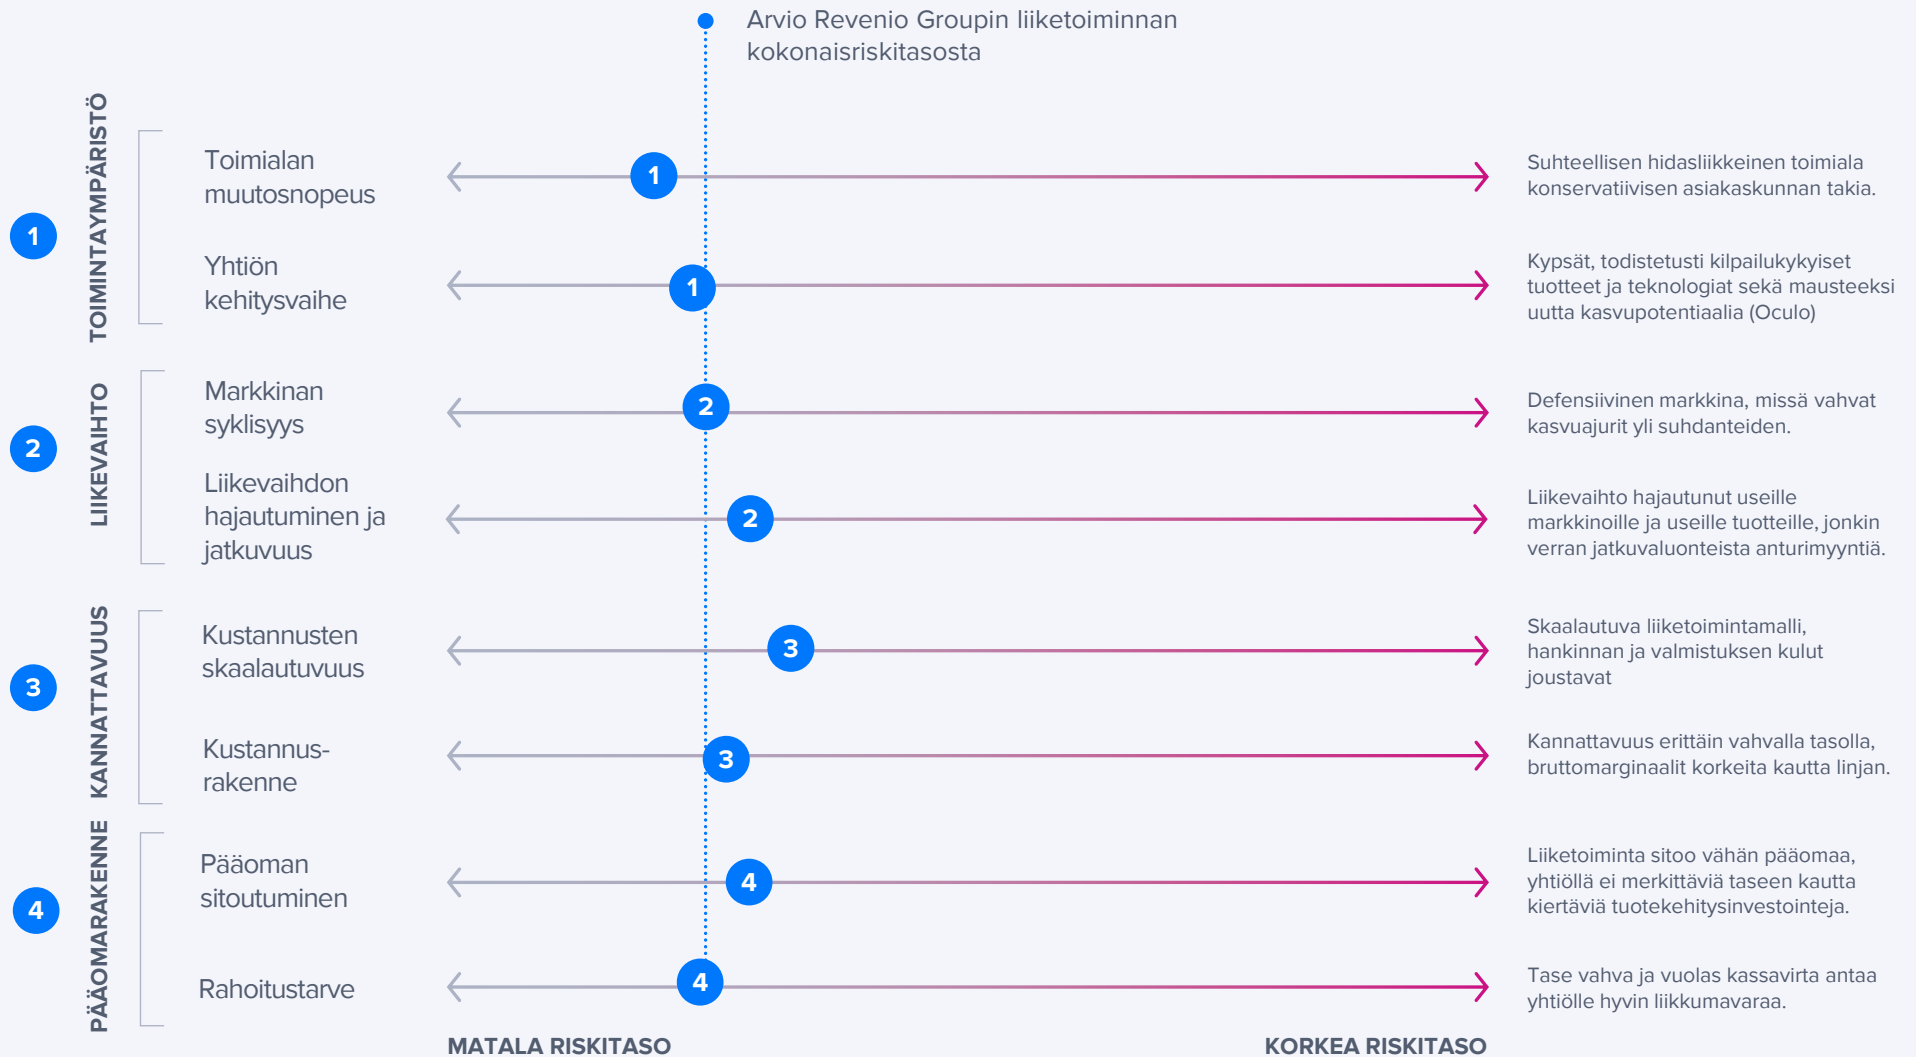 Arvio Revenio Groupin liiketoiminnan
kokonaisriskitasosta
1
TOIMINTAYMPÄRISTÖ
Toimialan
muutosnopeus
1
Suhteellisen hidasliikkeinen toimiala
konservatiivisen asiakaskunnan takia.
Yhtiön
kehitysvaihe
1
Kypsät, todistetusti kilpailukykyiset
tuotteet ja teknologiat sekä mausteeksi
uutta kasvupotentiaalia (Oculo)
2
LIIKEVAIHTO
Markkinan
syklisyys
2
Defensiivinen markkina, missä vahvat
kasvuajurit yli suhdanteiden.
Liikevaihdon
hajautuminen ja
jatkuvuus
2
Liikevaihto hajautunut useille
markkinoille ja useille tuotteille, jonkin
verran jatkuvaluonteista anturimyyntiä.
3
KANNATTAVUUS
Kustannusten
skaalautuvuus
3
Skaalautuva liiketoimintamalli,
hankinnan ja valmistuksen kulut
joustavat
Kustannus-
rakenne
3
Kannattavuus erittäin vahvalla tasolla,
bruttomarginaalit korkeita kautta linjan.
4
PÄÄOMARAKENNE
Pääoman
sitoutuminen
4
Liiketoiminta sitoo vähän pääomaa,
yhtiöllä ei merkittäviä taseen kautta
kiertäviä tuotekehitysinvestointeja.
Rahoitustarve
4
Tase vahva ja vuolas kassavirta antaa
yhtiölle hyvin liikkumavaraa.
MATALA RISKITASO
KORKEA RISKITASO